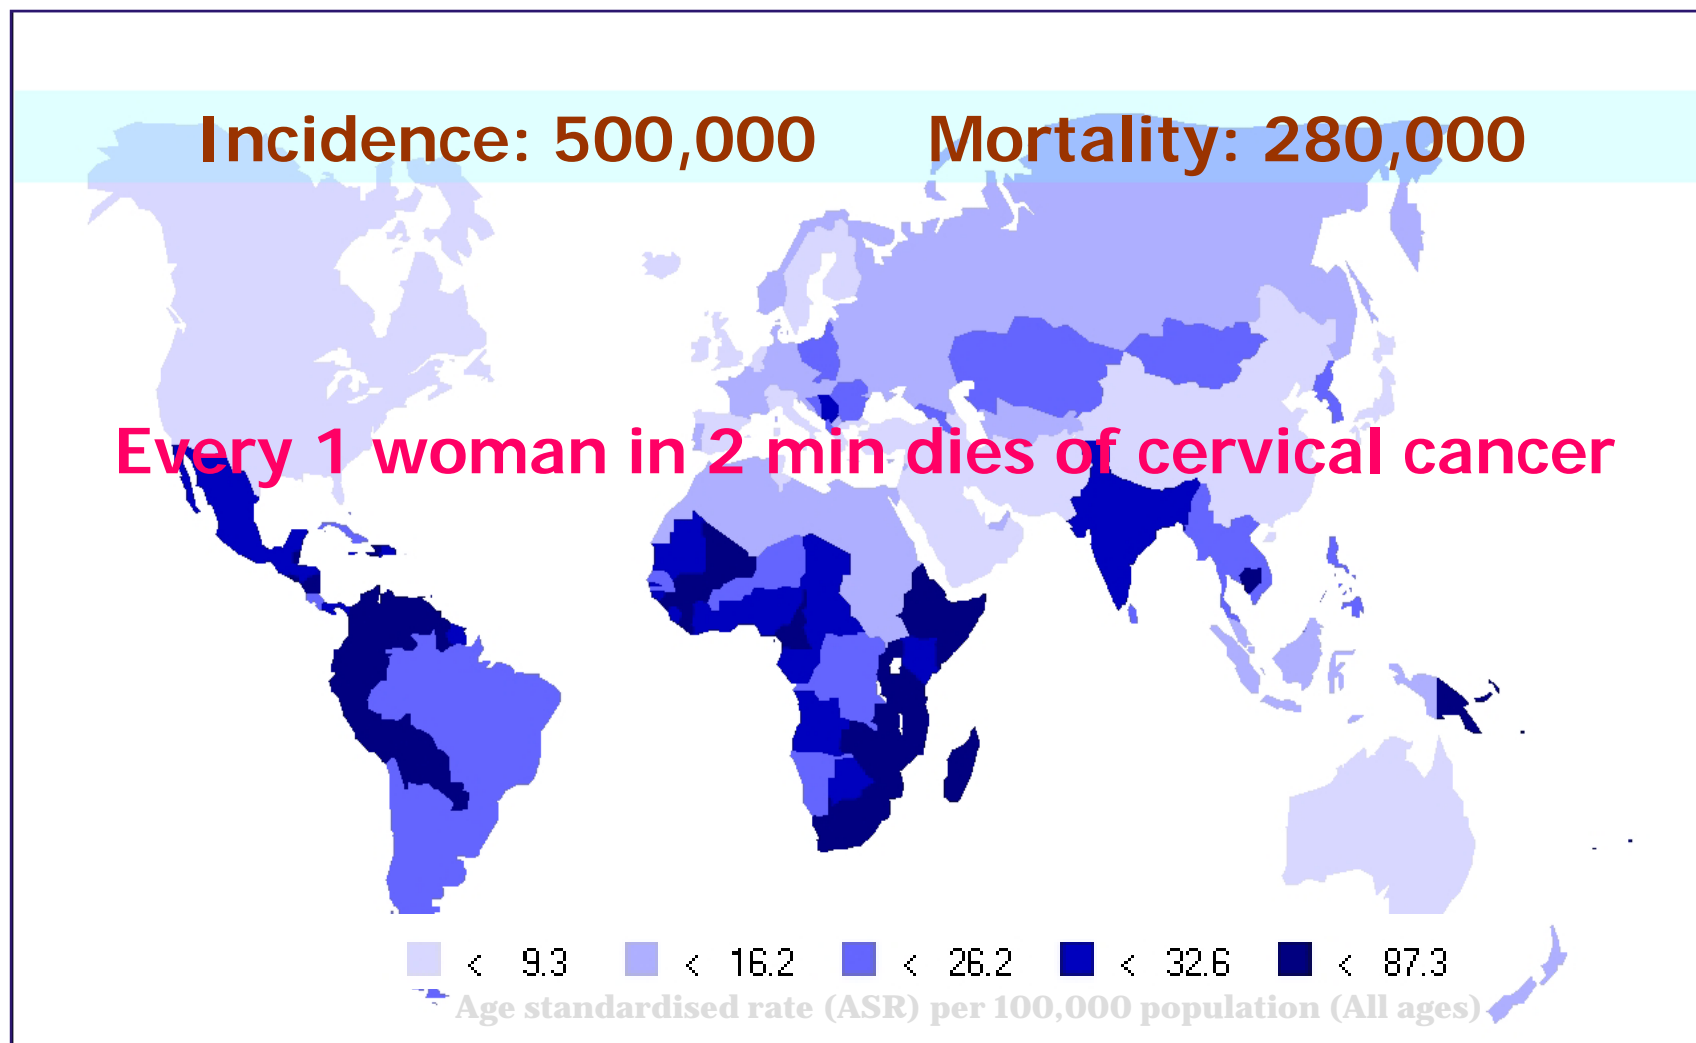 Incidence: 500,000 Mortality: 280,000
Every 1 woman in 2 min dies of cervical cancer
< 9.3 < 16.2 < 26.2 < 32.6 < 87.3
Age standardised rate (ASR) per 100,000 population (All ages)